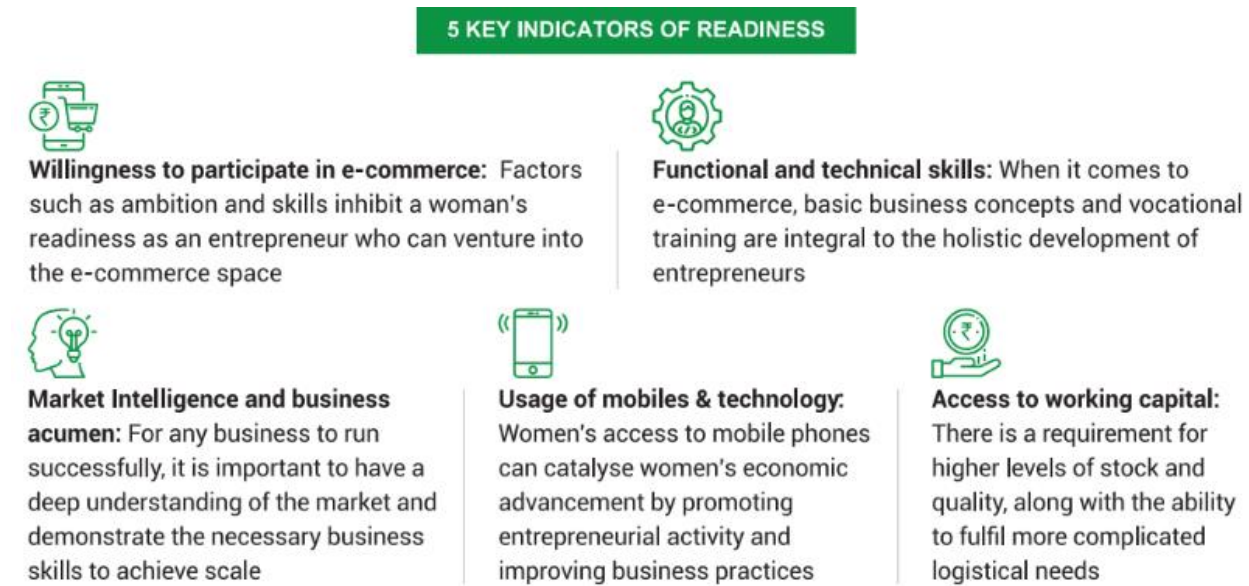 5 KEY INDICATORS OF READINESS
Willingness to participate in e-commerce: Factors
such as ambition and skills inhibit a woman's
readiness as an entrepreneur who can venture into
the e-commerce space
Functional and technical skills: When it comes to
e-commerce, basic business concepts and vocational
training are integral to the holistic development of
entrepreneurs
Market Intelligence and business
acumen: For any business to run
successfully, it is important to have a
deep understanding of the market and
demonstrate the necessary business
skills to achieve scale
Usage of mobiles & technology:
Women's access to mobile phones
can catalyse women's economic
advancement by promoting
entrepreneurial activity and
improving business practices
Access to working capital:
There is a requirement for
higher levels of stock and
quality, along with the ability
to fulfil more complicated
logistical needs